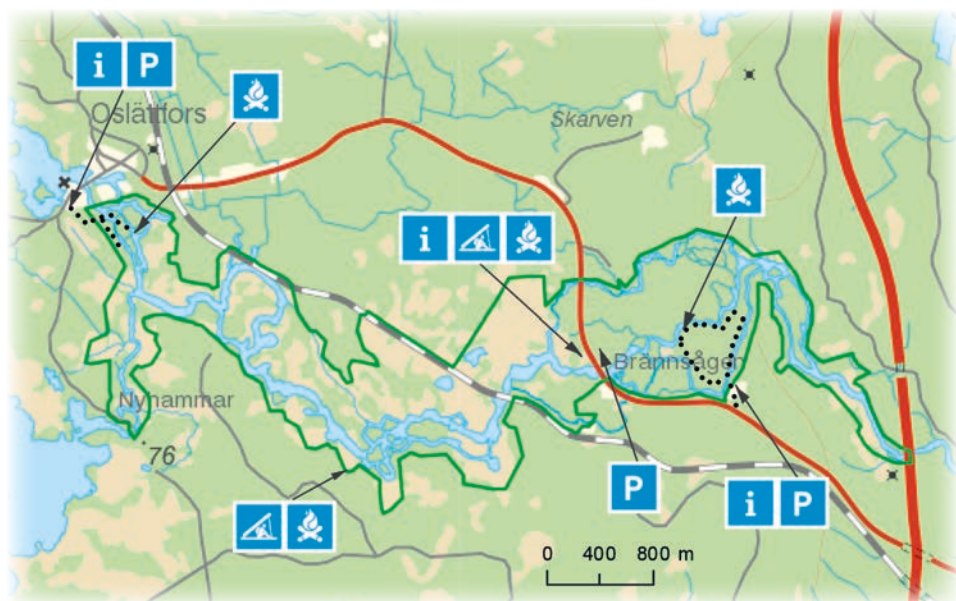 i P
Oslättfors
Skarven
i
Brännsågen
Nyhammar
76
P
i P
0 400 800 m